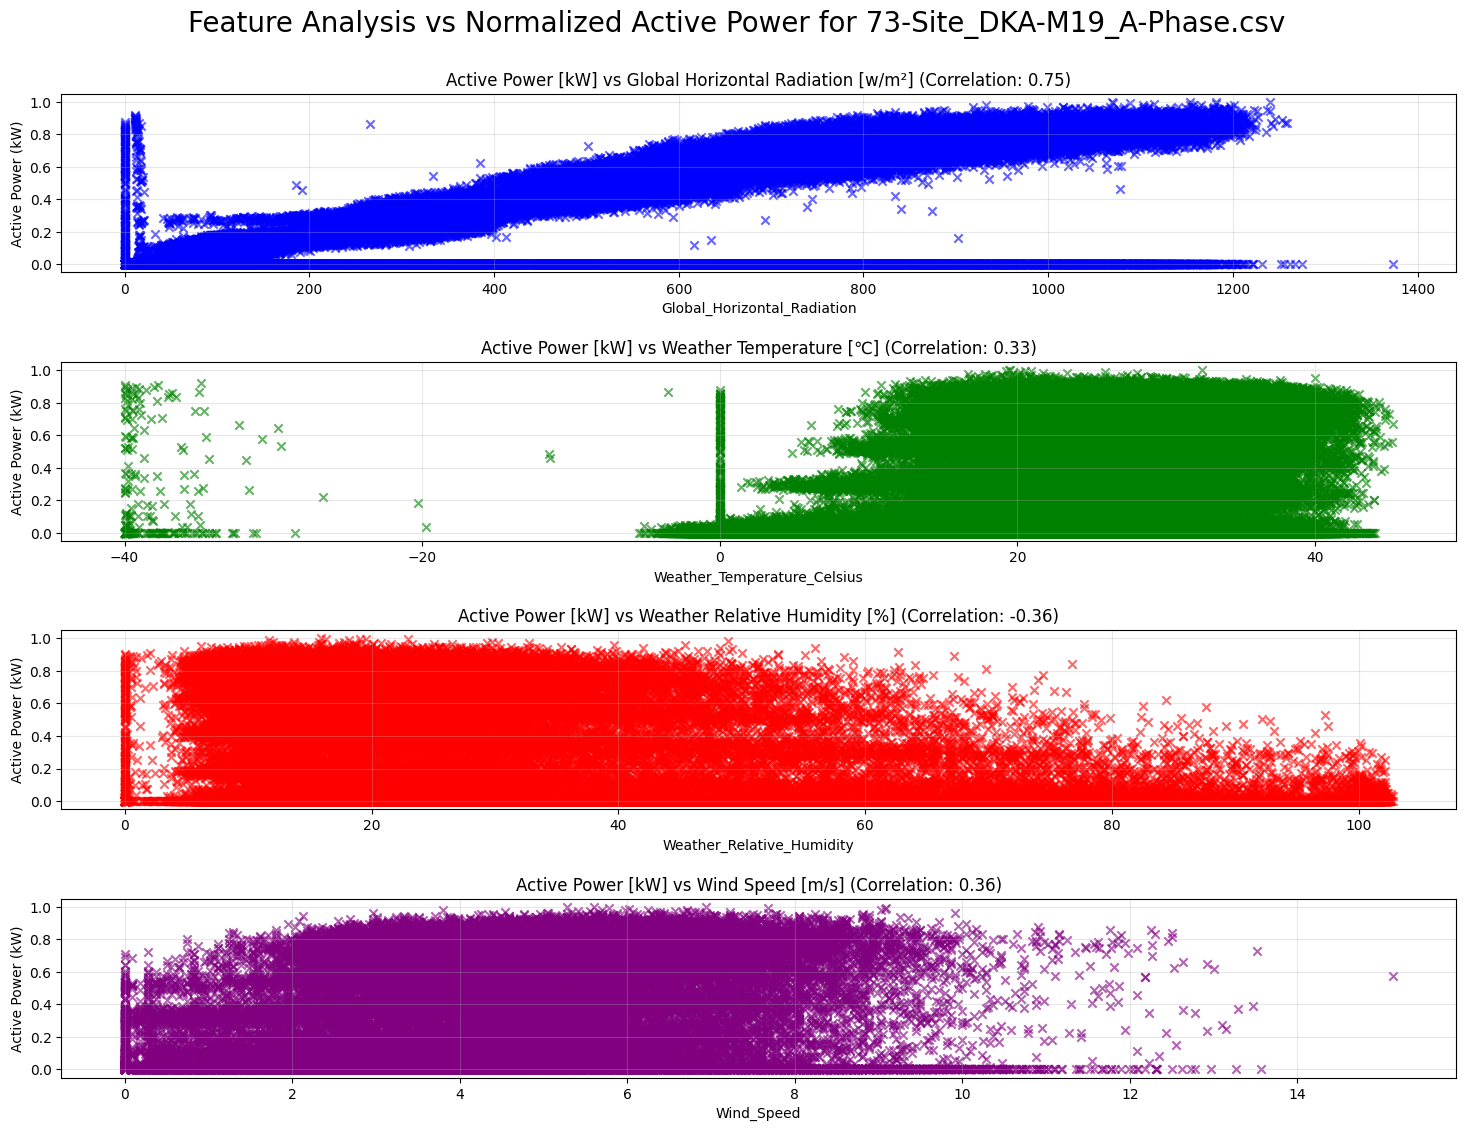 Feature Analysis vs Normalized Active Power for 73-Site_DKA-M19_A-Phase.csv
Active Power [kW] vs Global Horizontal Radiation [w/m²] (Correlation: 0.75)
Active Power (kW)
1.0
0.8
0.6
0.4
0.2
0.0
0 200 400 600 800 1000 1200 1400
Global_Horizontal_Radiation
Active Power [kW] vs Weather Temperature [℃] (Correlation: 0.33)
Active Power (kW)
1.0
0.8
0.6
0.4
0.2
0.0
−40 −20 0 20 40
Weather_Temperature_Celsius
Active Power [kW] vs Weather Relative Humidity [%] (Correlation: -0.36)
Active Power (kW)
1.0
0.8
0.6
0.4
0.2
0.0
0 20 40 60 80 100
Weather_Relative_Humidity
Active Power [kW] vs Wind Speed [m/s] (Correlation: 0.36)
Active Power (kW)
1.0
0.8
0.6
0.4
0.2
0.0
0 2 4 6 8 10 12 14
Wind_Speed